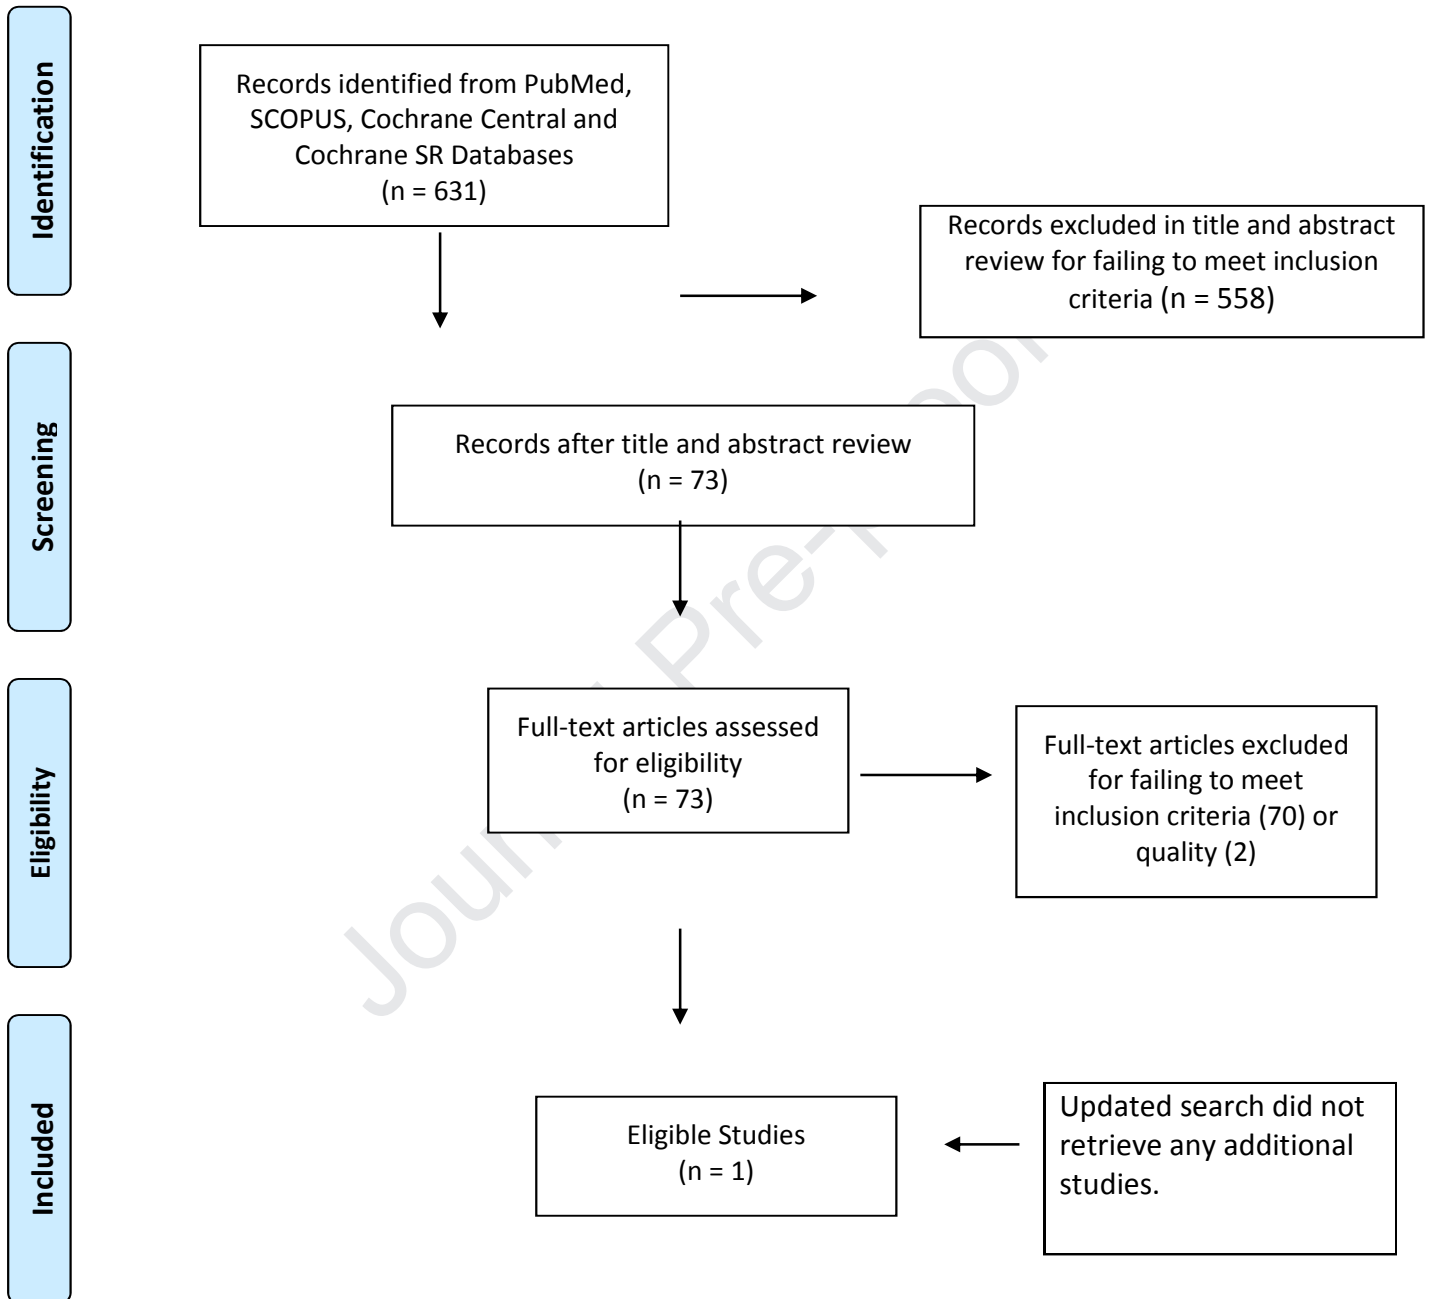 Identification
Records identified from PubMed,
SCOPUS, Cochrane Central and
Cochrane SR Databases
(n = 631)
Records excluded in title and abstract
review for failing to meet inclusion
criteria (n = 558)
Screening
Records after title and abstract review
(n = 73)
Eligibility
Full-text articles assessed
for eligibility
(n = 73)
Full-text articles excluded
for failing to meet
inclusion criteria (70) or
quality (2)
Included
Eligible Studies
(n = 1)
Updated search did not
retrieve any additional
studies.